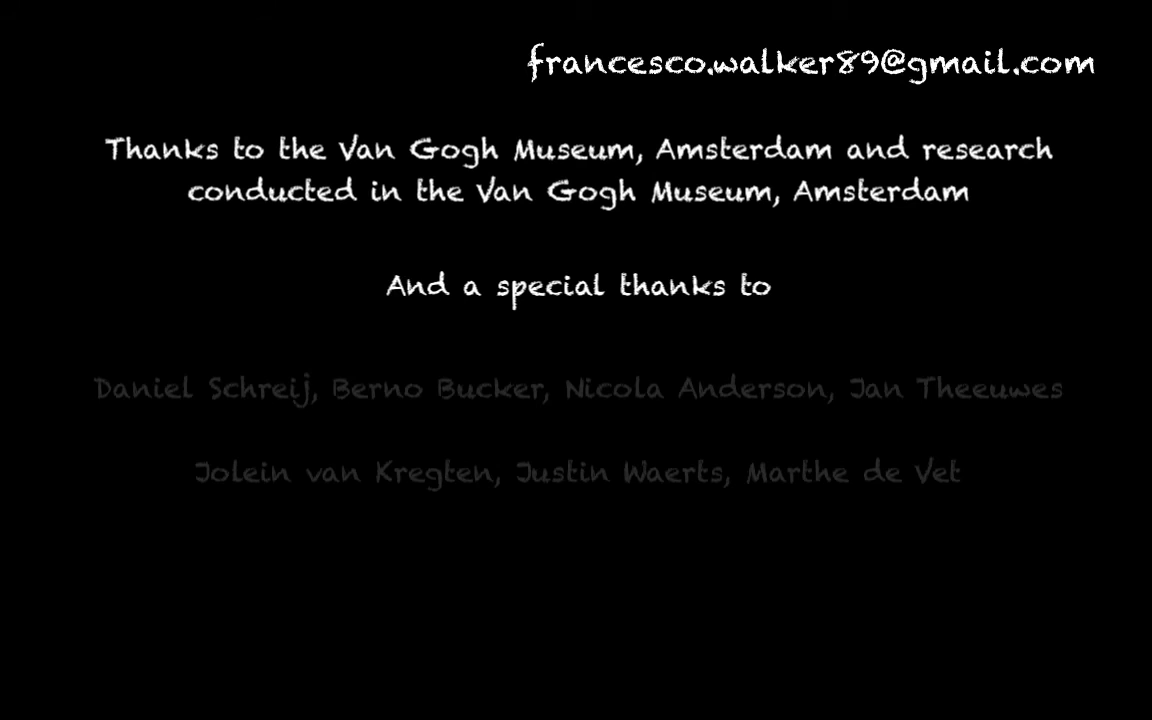 francesco.walker89@gmail.com
Thanks to the Van Gogh Museum, Amsterdam and research
conducted in the Van Gogh Museum, Amsterdam
And a special thanks to
Daniel Schreij, Berno Bucker, Nicola Anderson, Jan Theeuwes
Jolein van Kregten, Justin Waerts, Marthe de Vet